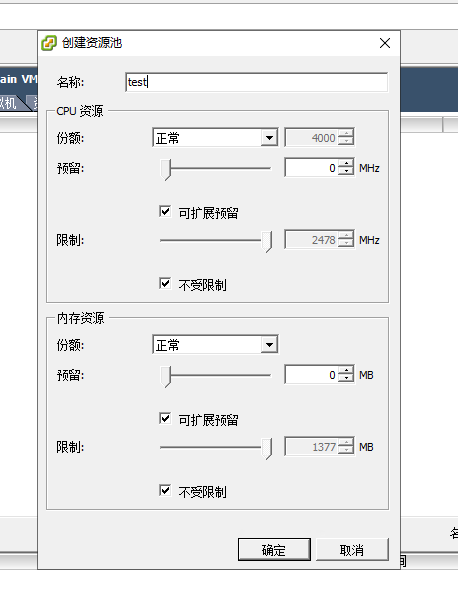 创建资源池
ain VM
拟机
名称:
test
CPU 资源
份额:
正常
4000
预留:
0
MHz
可扩展预留
限制:
2478
MHz
不受限制
内存资源
份额:
正常
预留:
0
MB
可扩展预留
限制:
1377
MB
不受限制
确定
取消
名
间